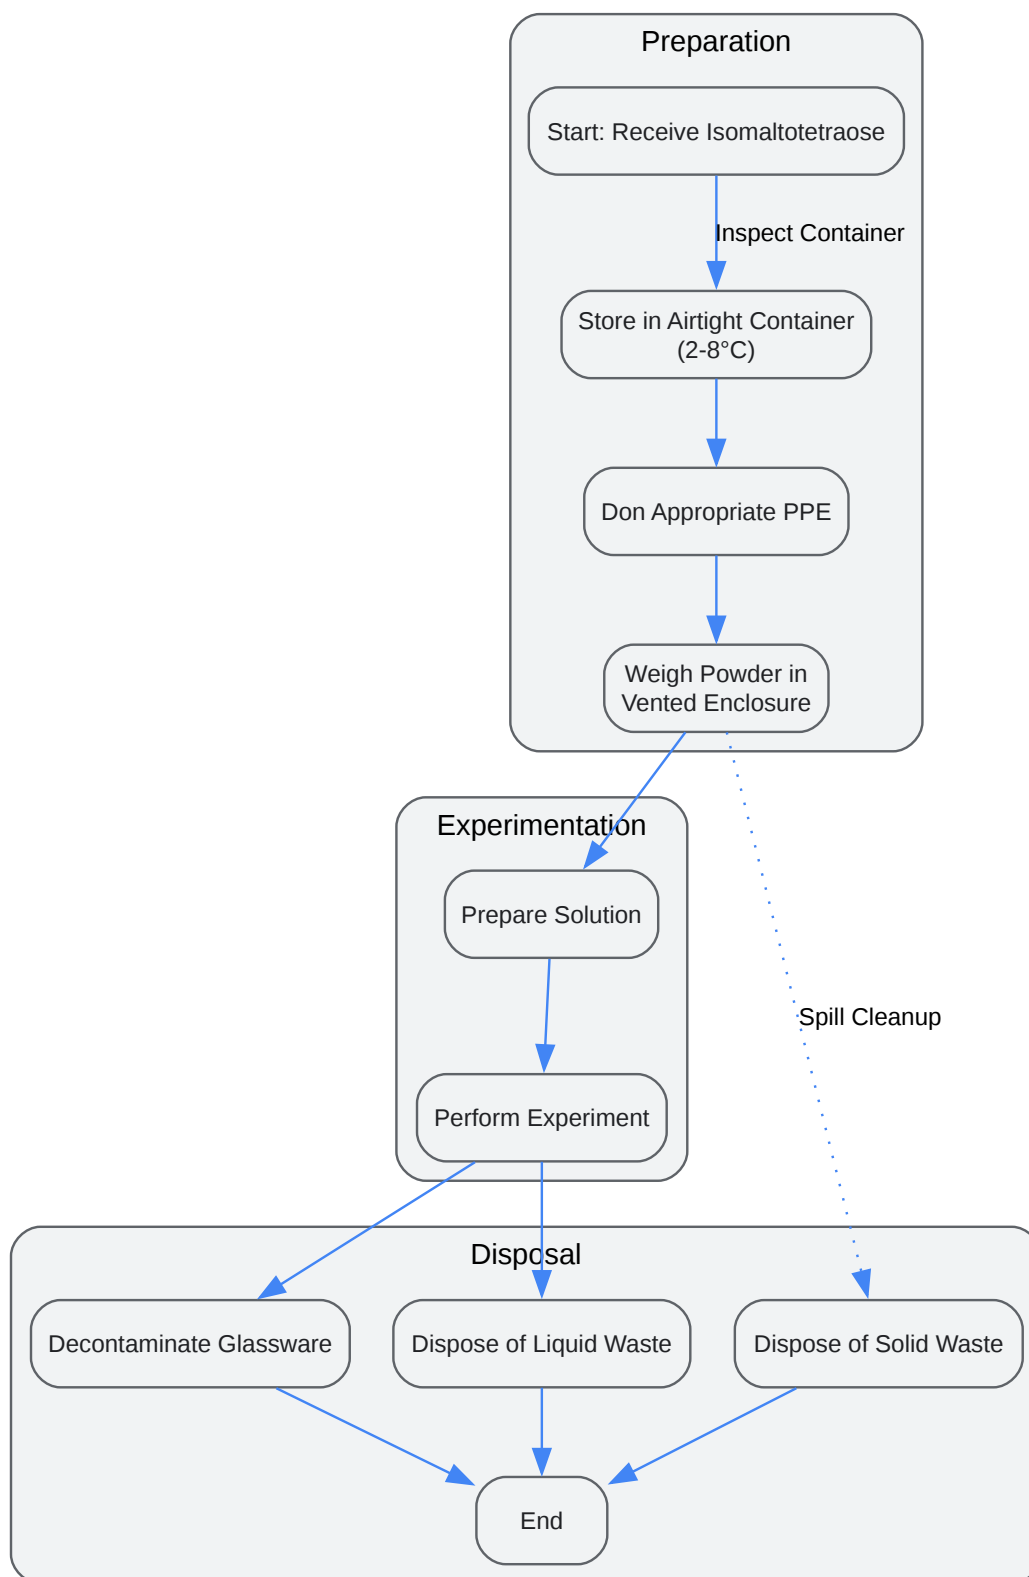 Preparation
Start: Receive Isomaltotetraose
Inspect Container
Store in Airtight Container
(2-8°C)
Don Appropriate PPE
Weigh Powder in
Vented Enclosure
Experimentation
Prepare Solution
Spill Cleanup
Perform Experiment
Disposal
Decontaminate Glassware
Dispose of Liquid Waste
Dispose of Solid Waste
End